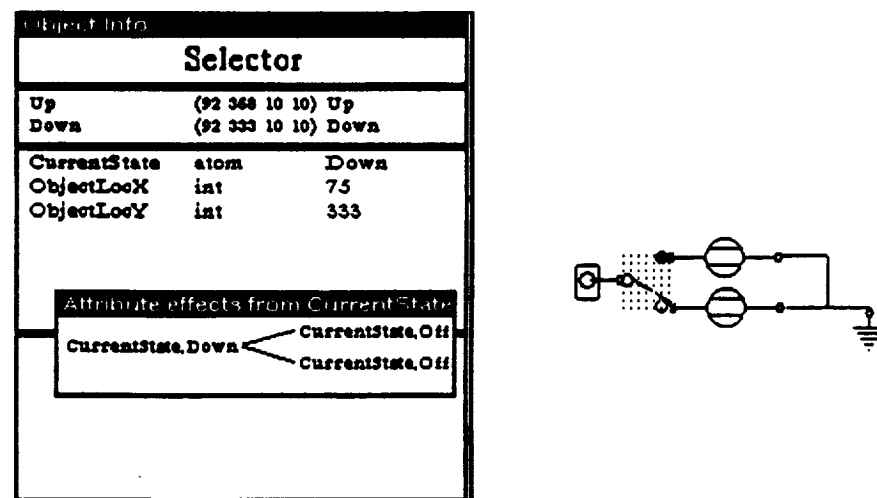 Object Info
Selector
Up (92 368 10 10) Up
Down (92 333 10 10) Down
CurrentState atom Down
ObjectLocX int 75
ObjectLocY int 333
Attribute effects from CurrentState
CurrentState,Off
CurrentState,Down
CurrentState,Off